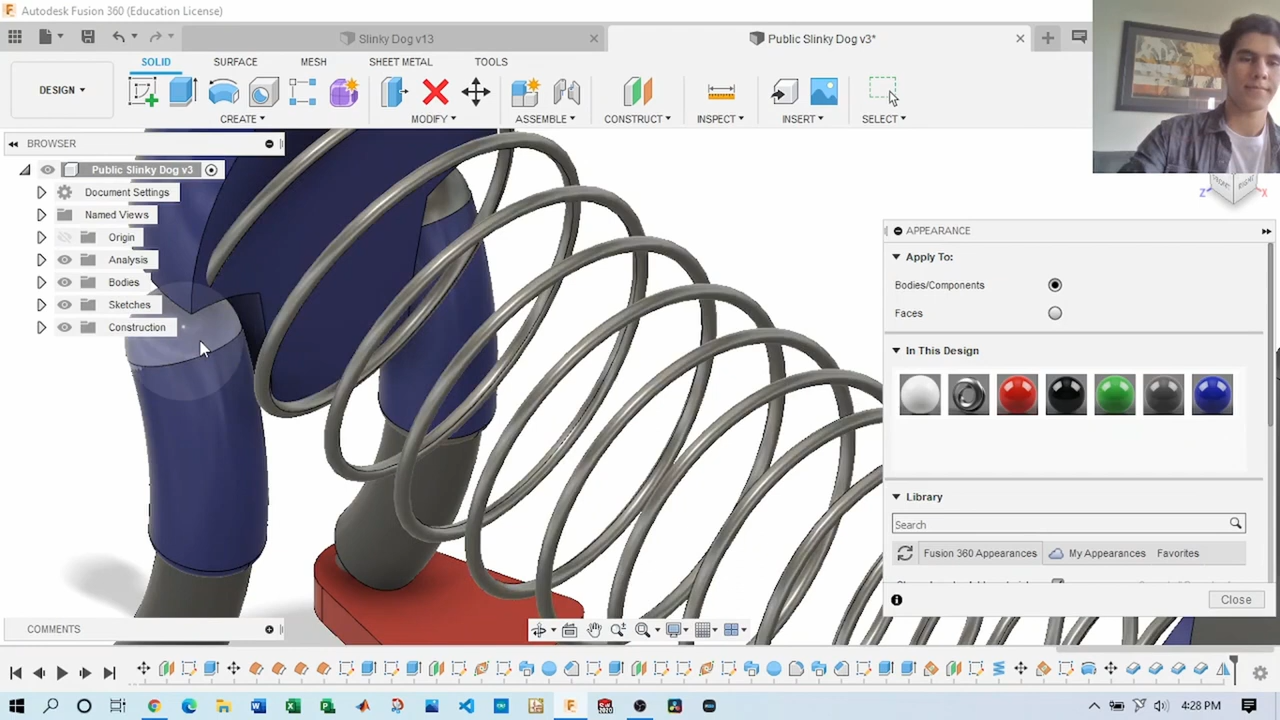 Autodesk Fusion 360 (Education License)
Slinky Dog v13
Public Slinky Dog v3*
SOLID SURFACE MESH SHEET METAL TOOLS
DESIGN
CREATE MODIFY ASSEMBLE CONSTRUCT INSPECT INSERT SELECT
BROWSER
Public Slinky Dog v3
Document Settings
Named Views
Origin
Analysis
Bodies
Sketches
Construction
Z
X
FRONT RIGHT
APPEARANCE
Apply To:
Bodies/Components
Faces
In This Design
Library
Search
Fusion 360 Appearances My Appearances Favorites
Close
COMMENTS
4:28 PM